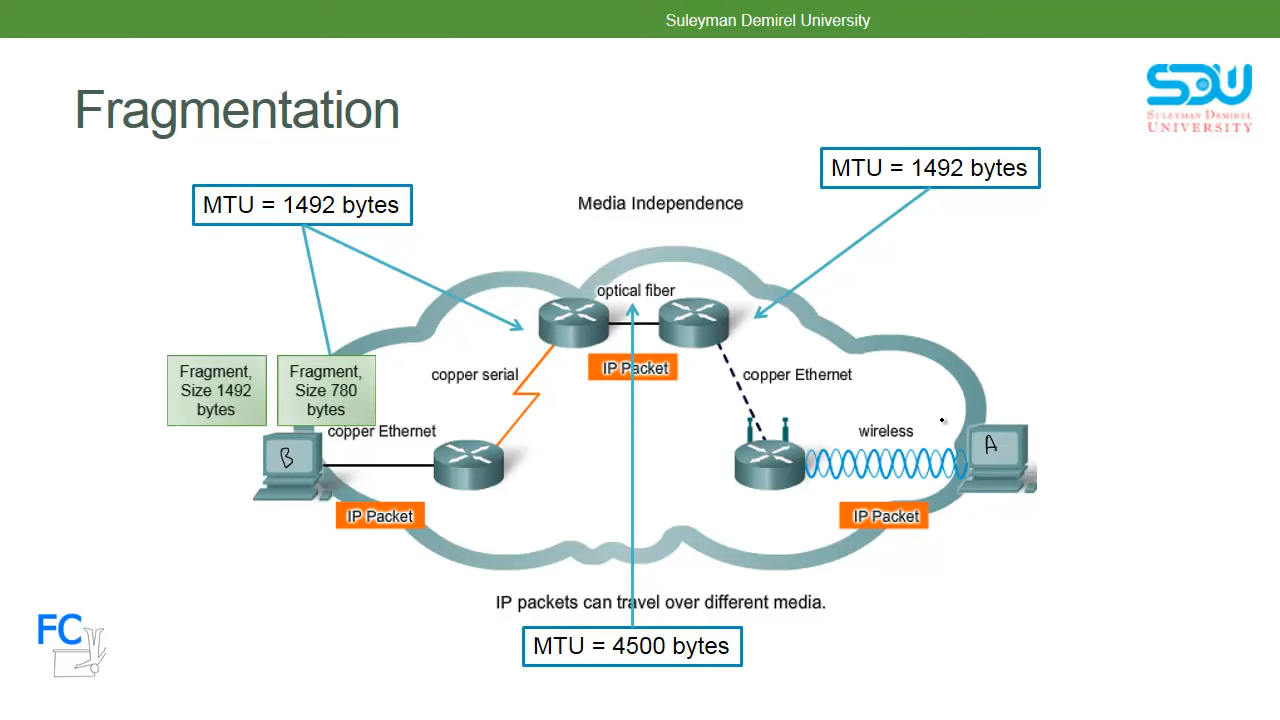 Suleyman Demirel University
Fragmentation
SDU
SULEYMAN DEMIREL
UNIVERSITY
MTU = 1492 bytes
MTU = 1492 bytes
Media Independence
optical fiber
IP Packet
copper serial
copper Ethernet
Fragment,
Size 1492
bytes
Fragment,
Size 780
bytes
copper Ethernet
wireless
B
A
IP Packet
IP Packet
IP packets can travel over different media.
MTU = 4500 bytes
FC